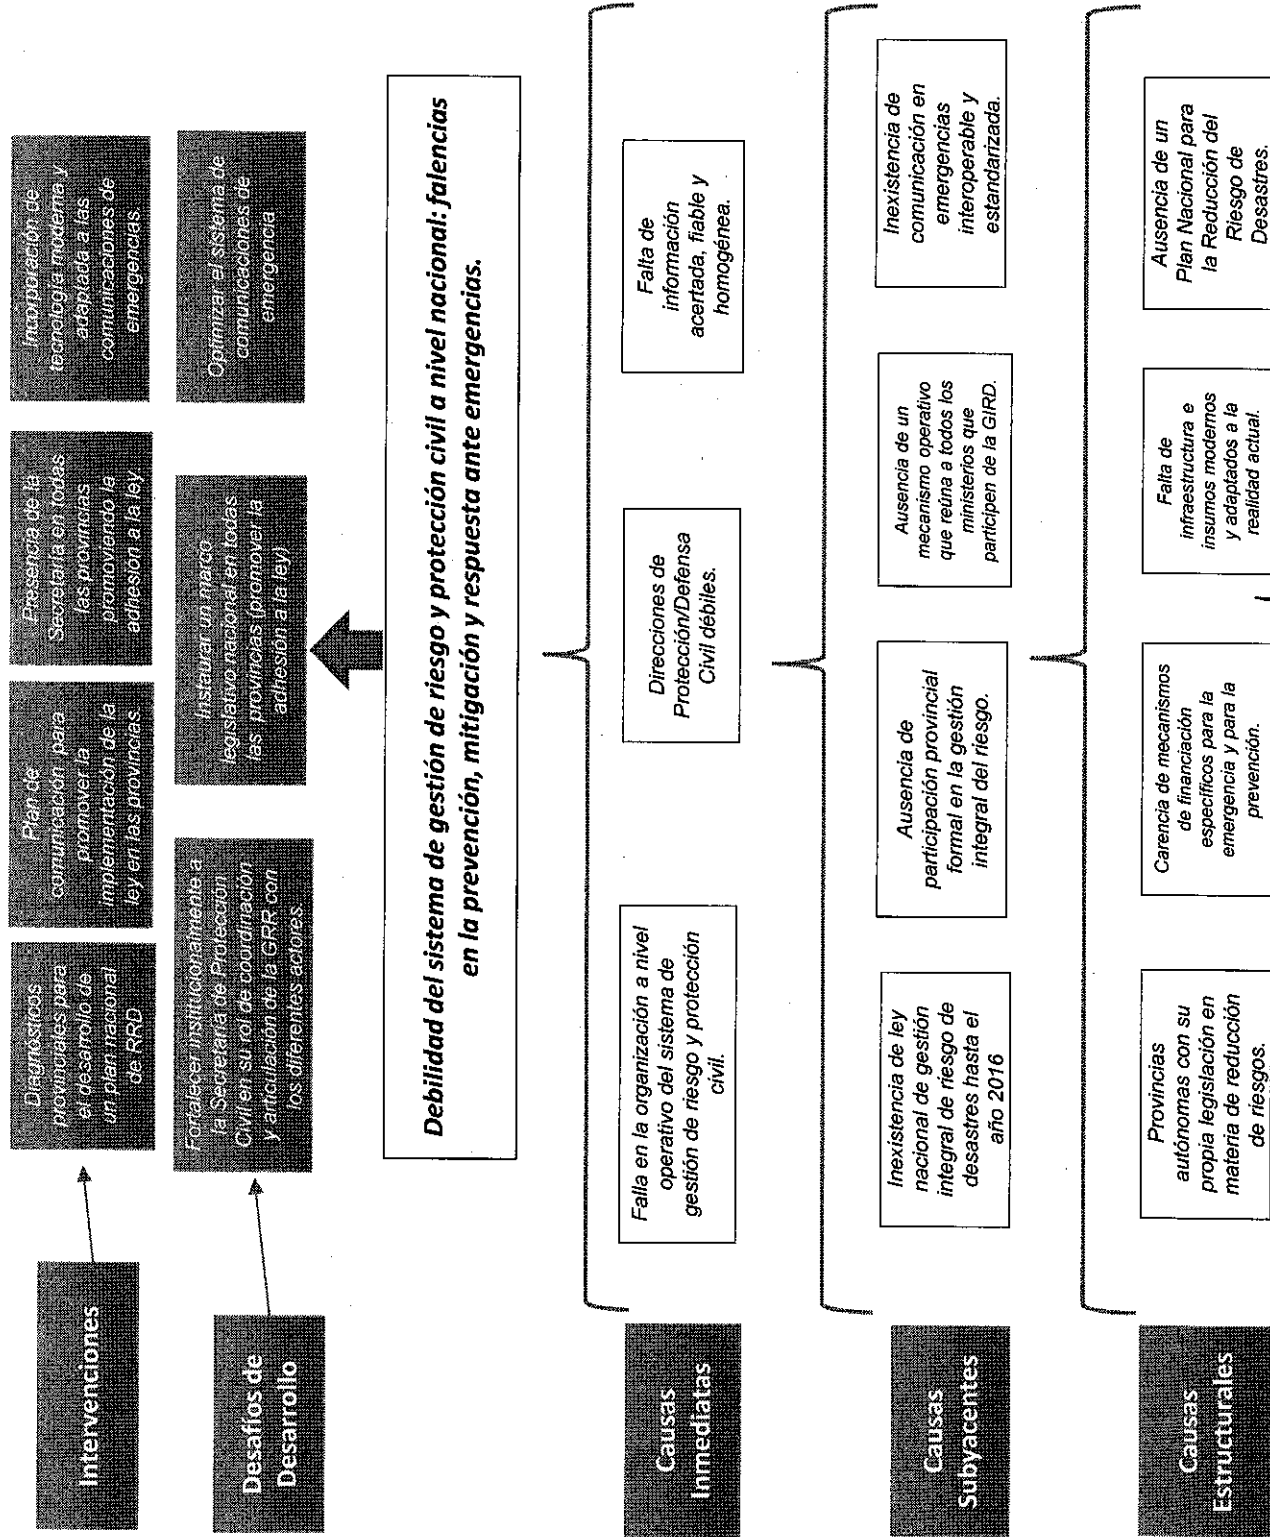 Intervenciones
Diagnósticos
provinciales para
el desarrollo de
un plan nacional
de RRD
Plan de
comunicación para
promover la
implementación de la
ley en las provincias.
Presencia de la
Secretaría en todas
las provincias
promoviendo la
adhesión a la ley.
Incorporación de
tecnología moderna y
adaptada a las
comunicaciones de
emergencias.
Desafíos de
Desarrollo
Fortalecer institucionalmente a
la Secretaría de Protección
Civil en su rol de coordinación
y articulación de la GRR con
los diferentes actores.
Instaurar un marco
legislativo nacional en todas
las provincias (promover la
adhesión a la ley)
Optimizar el sistema de
comunicaciones de
emergencia
Debilidad del sistema de gestión de riesgo y protección civil a nivel nacional: falencias
en la prevención, mitigación y respuesta ante emergencias.
Causas
Inmediatas
Falla en la organización a nivel
operativo del sistema de
gestión de riesgo y protección
civil.
Direcciones de
Protección/Defensa
Civil débiles.
Falta de
información
acertada, fiable y
homogénea.
Causas
Subyacentes
Inexistencia de ley
nacional de gestión
integral de riesgo de
desastres hasta el
año 2016
Ausencia de
participación provincial
formal en la gestión
integral del riesgo.
Ausencia de un
mecanismo operativo
que reúna a todos los
ministerios que
participen de la GIRD.
Inexistencia de
comunicación en
emergencias
interoperable y
estandarizada.
Causas
Estructurales
Provincias
autónomas con su
propia legislación en
materia de reducción
de riesgos.
Carencia de mecanismos
de financiación
específicos para la
emergencia y para la
prevención.
Falta de
infraestructura e
insumos modernos
y adaptados a la
realidad actual.
Ausencia de un
Plan Nacional para
la Reducción del
Riesgo de
Desastres.